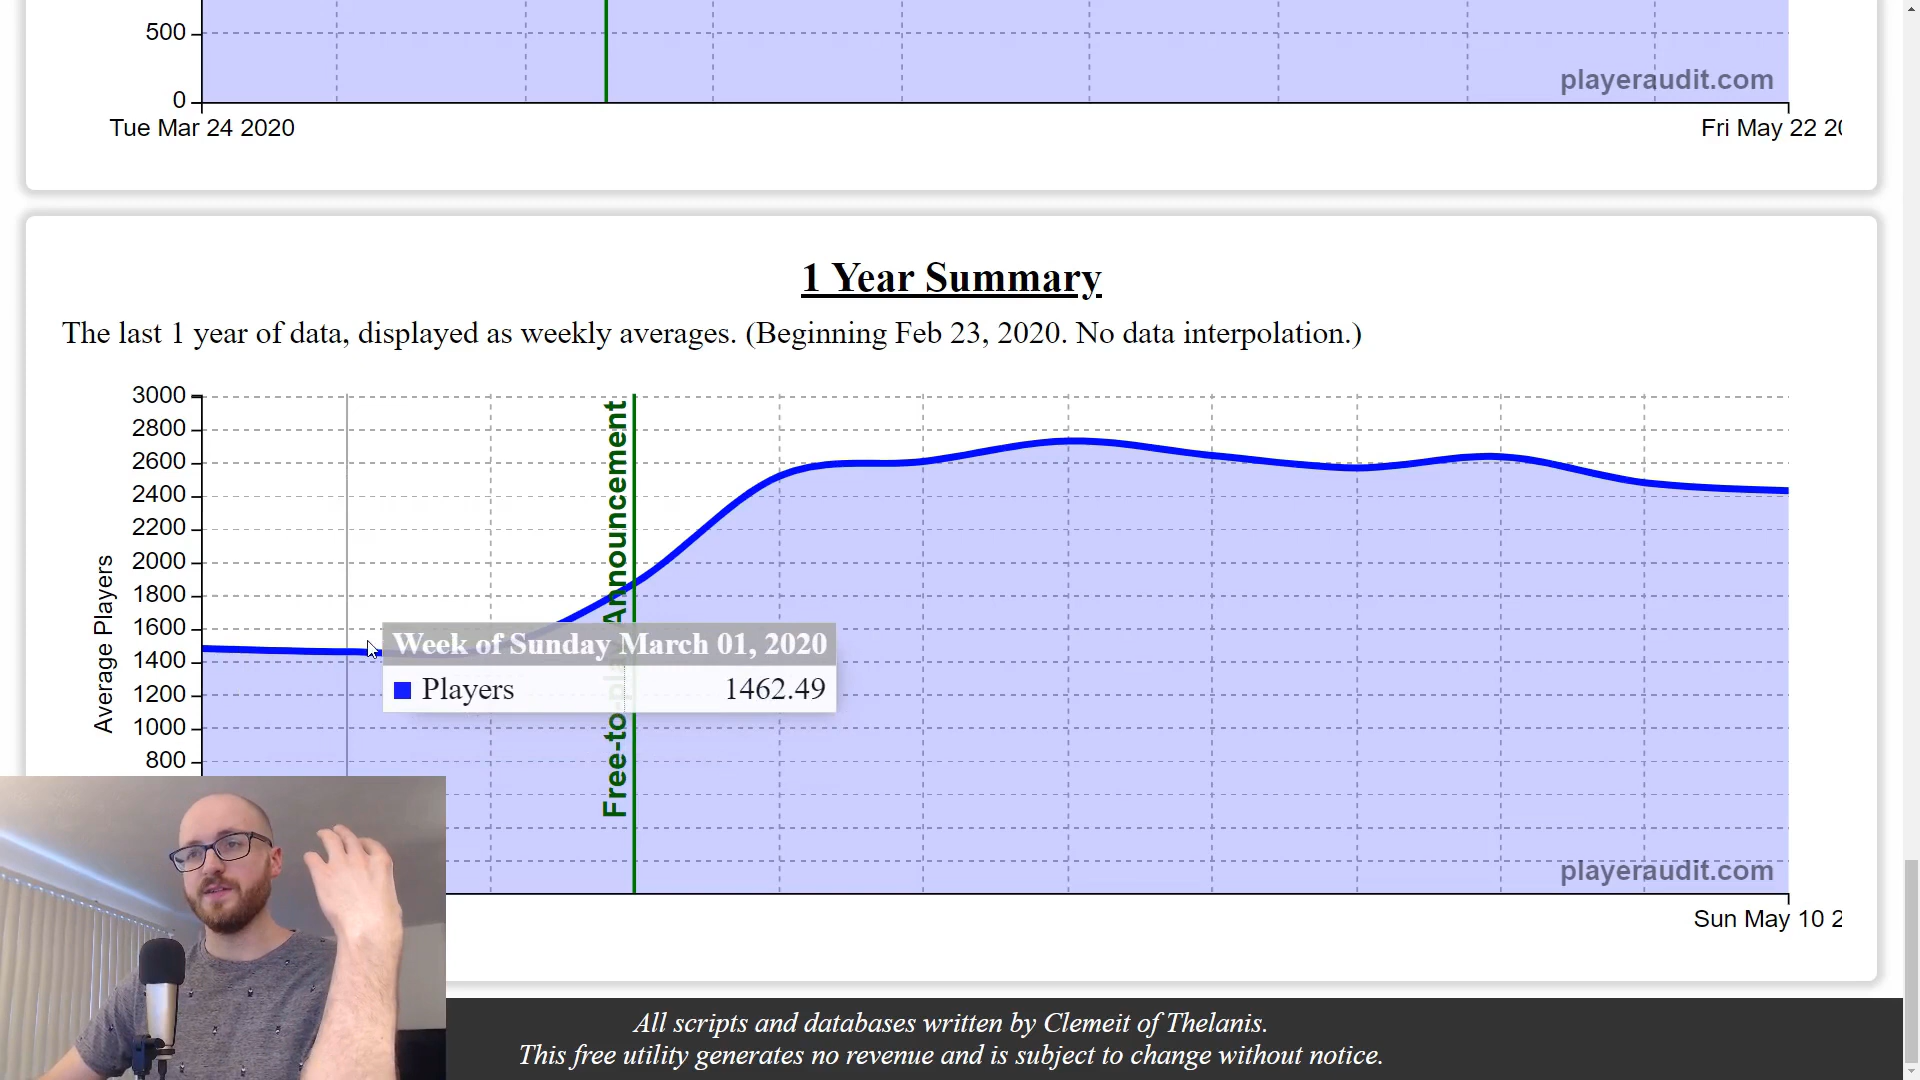 500
0
playeraudit.com
Tue Mar 24 2020
Fri May 22 20
1 Year Summary
The last 1 year of data, displayed as weekly averages. (Beginning Feb 23, 2020. No data interpolation.)
3000
2800
2600
2400
2200
2000
1800
1600
1400
1200
1000
800
Average Players
Free-to-play Announcement
Week of Sunday March 01, 2020
Players 1462.49
playeraudit.com
Sun May 10 2
All scripts and databases written by Clemeit of Thelanis.
This free utility generates no revenue and is subject to change without notice.